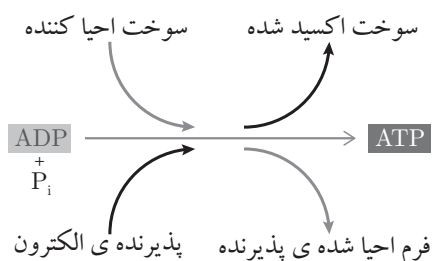 سوخت احیا کننده
سوخت اکسید شده
ADP
+
Pi
ATP
پذیرنده ی الکترون
فرم احیا شده ی پذیرنده